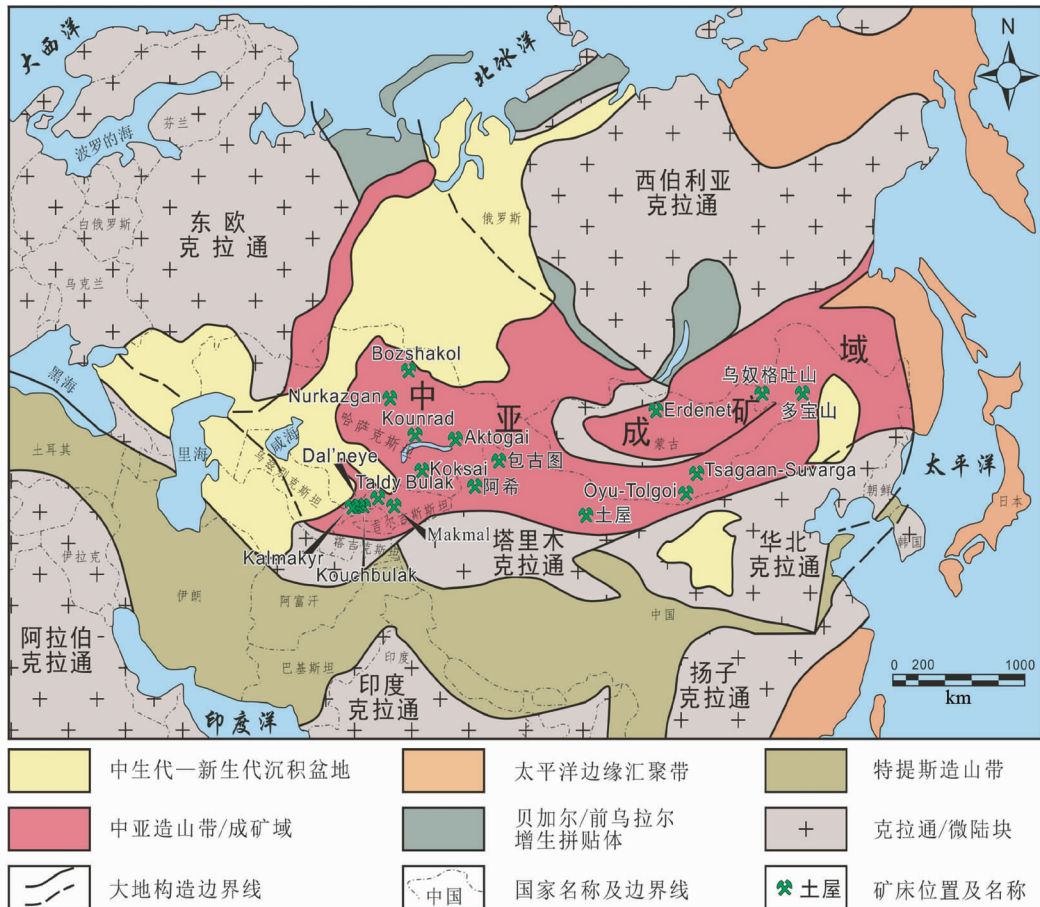 大西洋
北冰洋
N
芬兰
波罗的海
西伯利亚
克拉通
白俄罗斯
东欧
克拉通
俄罗斯
乌克兰
黑海
Bozshakol
域
中
乌奴格吐山
Nurkazgan
Erdenet
矿
多宝山
哈萨克斯
Kounrad
亚
成
土耳其
里海
咸海
Aktogai
蒙古
Dal'neye
包古图
Tsagaan-Suvarga
太平洋
Koksai
朝鲜
Taldy Bulak
阿希
Oyu-Tolgoi
日本
土屋
Makmal
塔里木
克拉通
华北
克拉通
韩国
伊拉克
塔吉克斯坦
吉尔吉斯斯坦
Kalmakyr
Kouchbulak
伊朗
阿富汗
中国
阿拉伯
克拉通
巴基斯坦
印度
印度
克拉通
扬子
克拉通
0 200 1000
km
印度洋
中生代—新生代沉积盆地
太平洋边缘汇聚带
特提斯造山带
中亚造山带/成矿域
贝加尔/前乌拉尔
增生拼贴体
克拉通/微陆块
大地构造边界线
中国
国家名称及边界线
土屋
矿床位置及名称